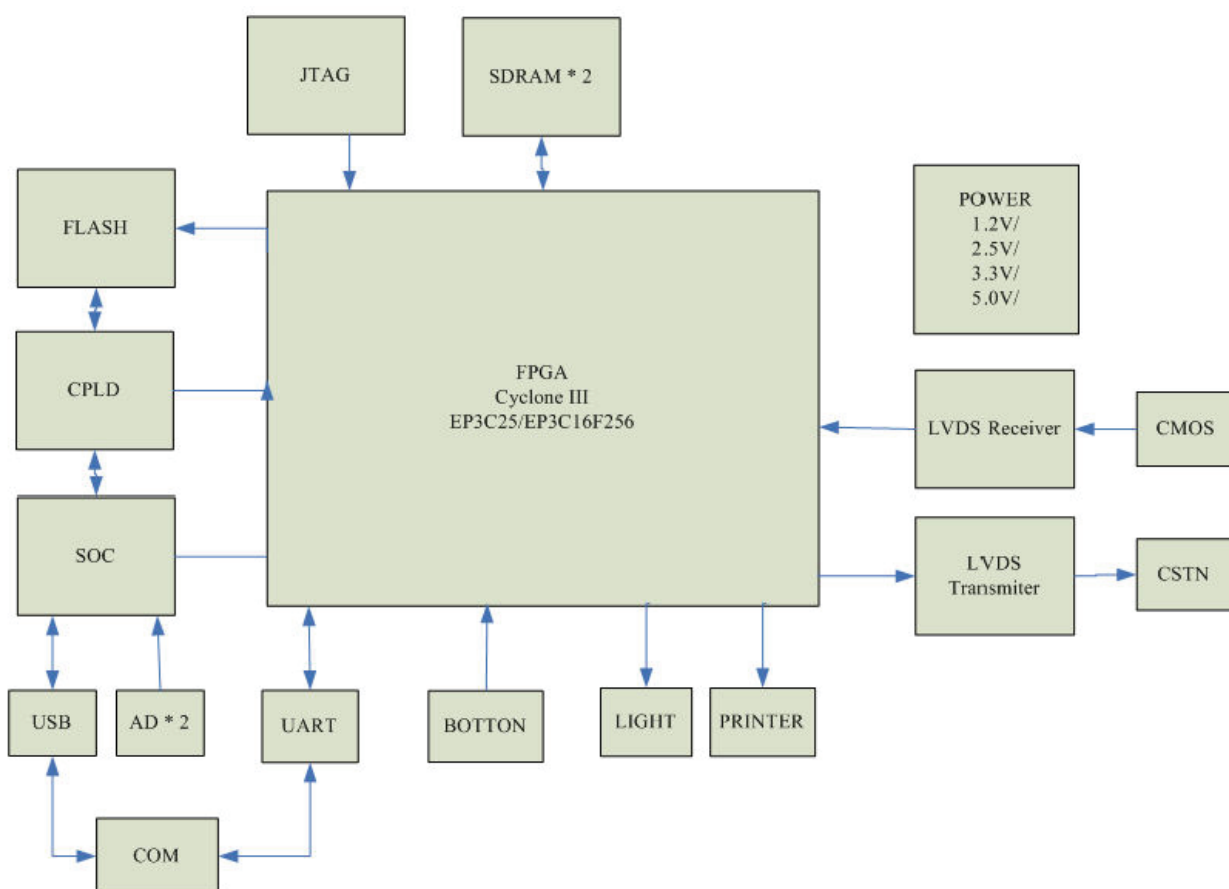 JTAG
SDRAM * 2
FLASH
POWER
1.2V/
2.5V/
3.3V/
5.0V/
CPLD
FPGA
Cyclone III
EP3C25/EP3C16F256
LVDS Receiver
CMOS
SOC
LVDS
Transmiter
CSTN
USB
AD * 2
UART
BOTTON
LIGHT
PRINTER
COM